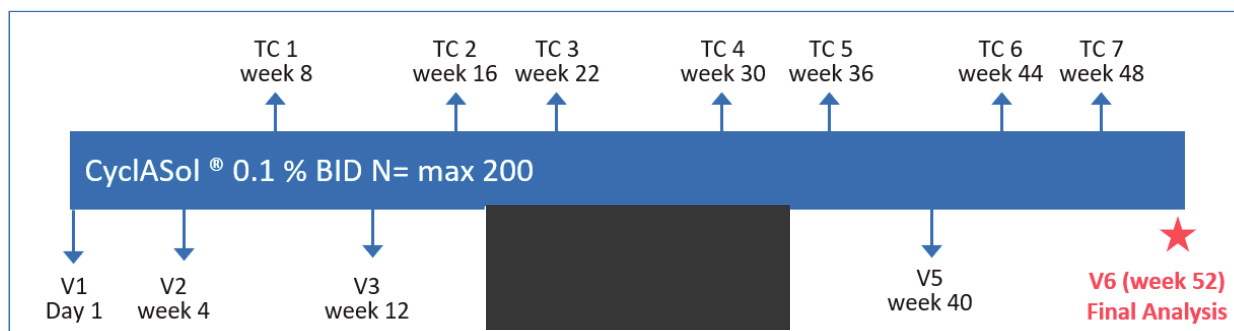 TC 1
week 8
TC 2
week 16
TC 3
week 22
TC 4
week 30
TC 5
week 36
TC 6
week 44
TC 7
week 48
CyclASol ® 0.1 % BID N= max 200
V1
Day 1
V2
week 4
V3
week 12
V5
week 40
V6 (week 52)
Final Analysis